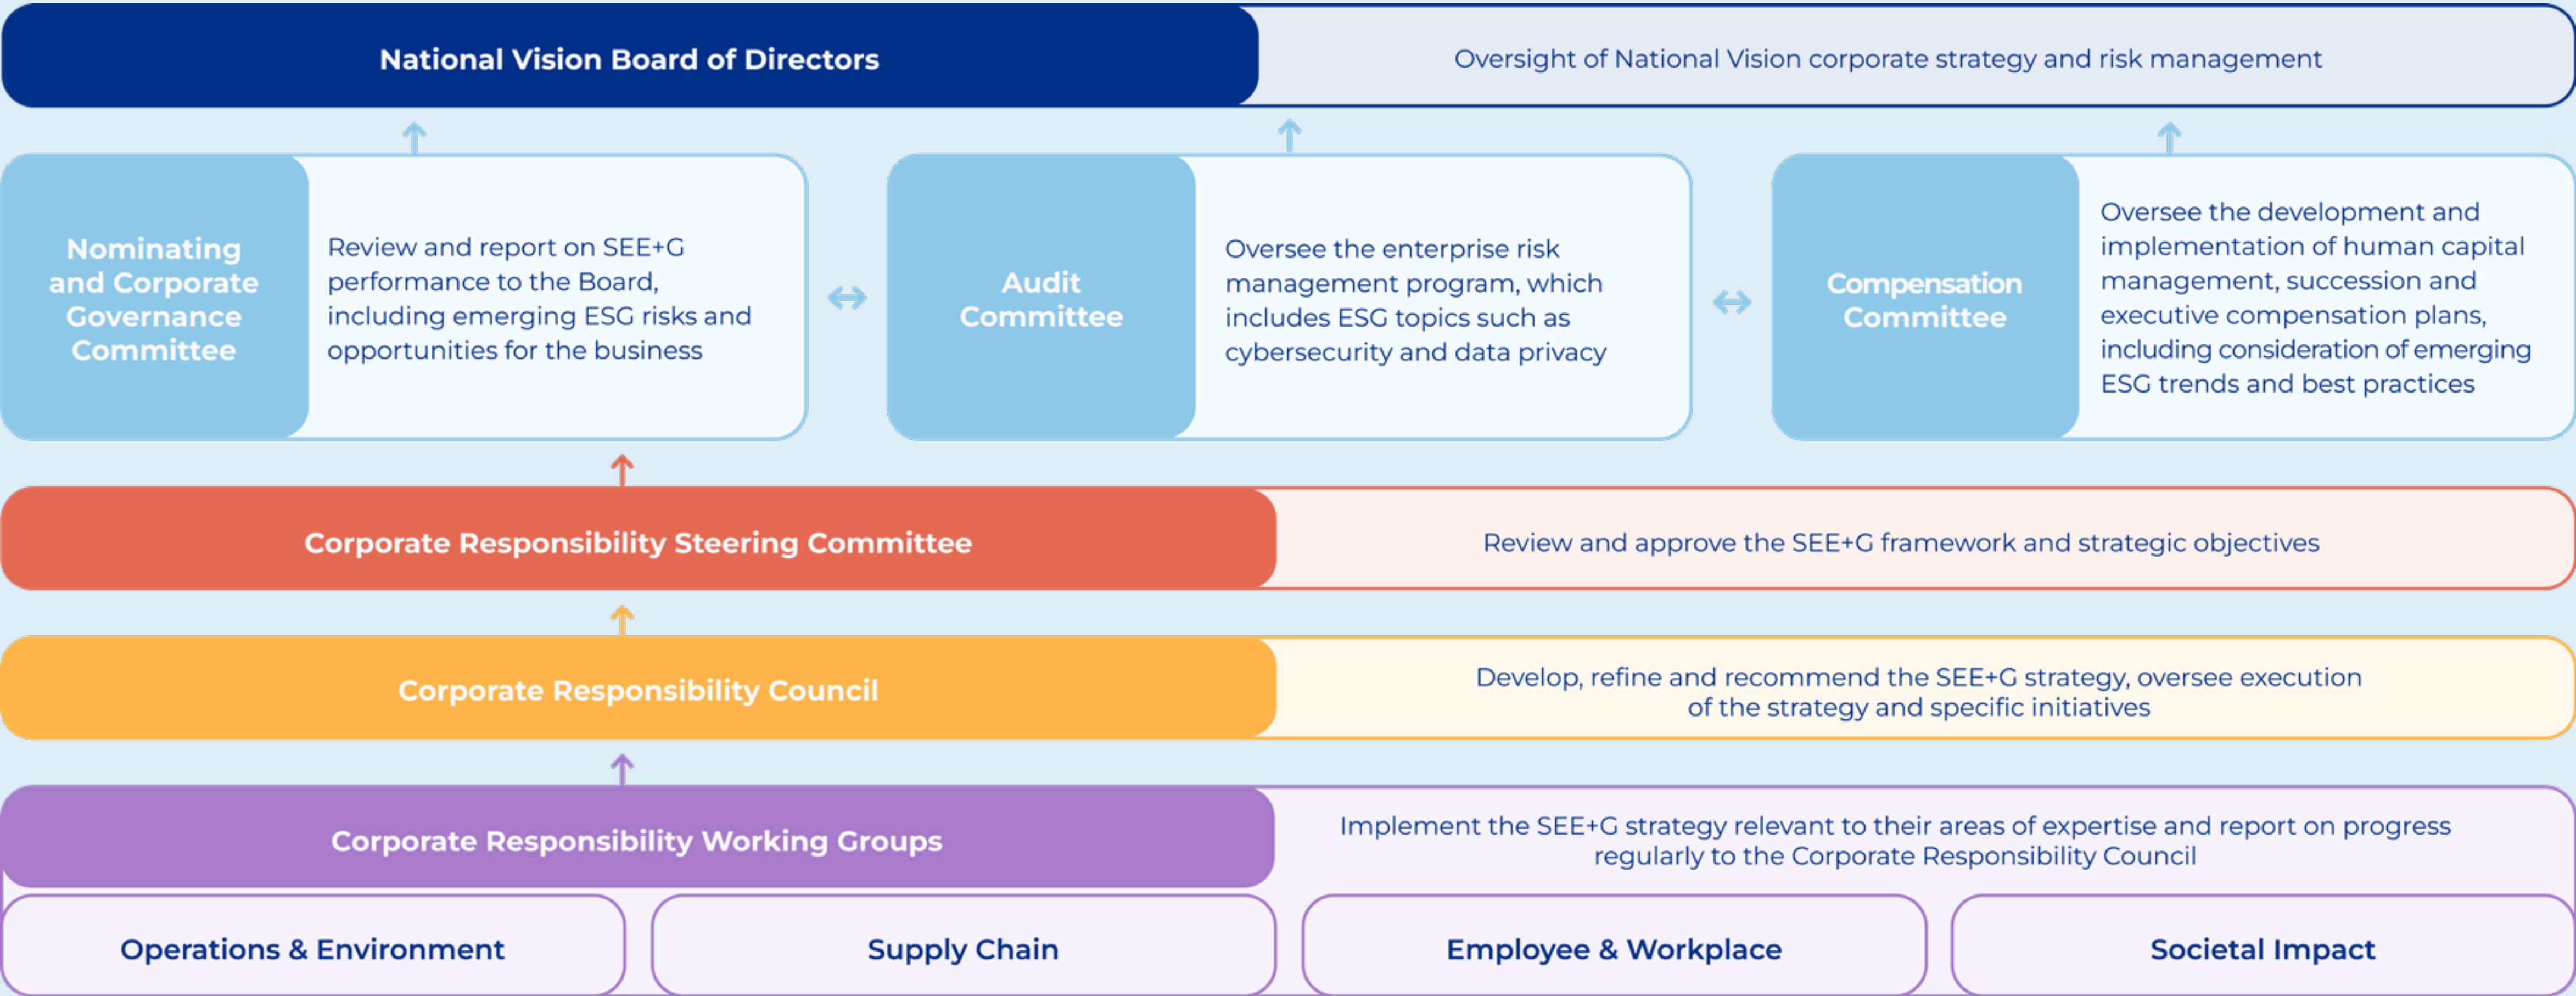 National Vision Board of Directors
Oversight of National Vision corporate strategy and risk management
Nominating
and Corporate
Governance
Committee
Review and report on SEE+G
performance to the Board,
including emerging ESG risks and
opportunities for the business
Audit
Committee
Oversee the enterprise risk
management program, which
includes ESG topics such as
cybersecurity and data privacy
Compensation
Committee
Oversee the development and
implementation of human capital
management, succession and
executive compensation plans,
including consideration of emerging
ESG trends and best practices
Corporate Responsibility Steering Committee
Review and approve the SEE+G framework and strategic objectives
Corporate Responsibility Council
Develop, refine and recommend the SEE+G strategy, oversee execution
of the strategy and specific initiatives
Corporate Responsibility Working Groups
Implement the SEE+G strategy relevant to their areas of expertise and report on progress
regularly to the Corporate Responsibility Council
Operations & Environment
Supply Chain
Employee & Workplace
Societal Impact